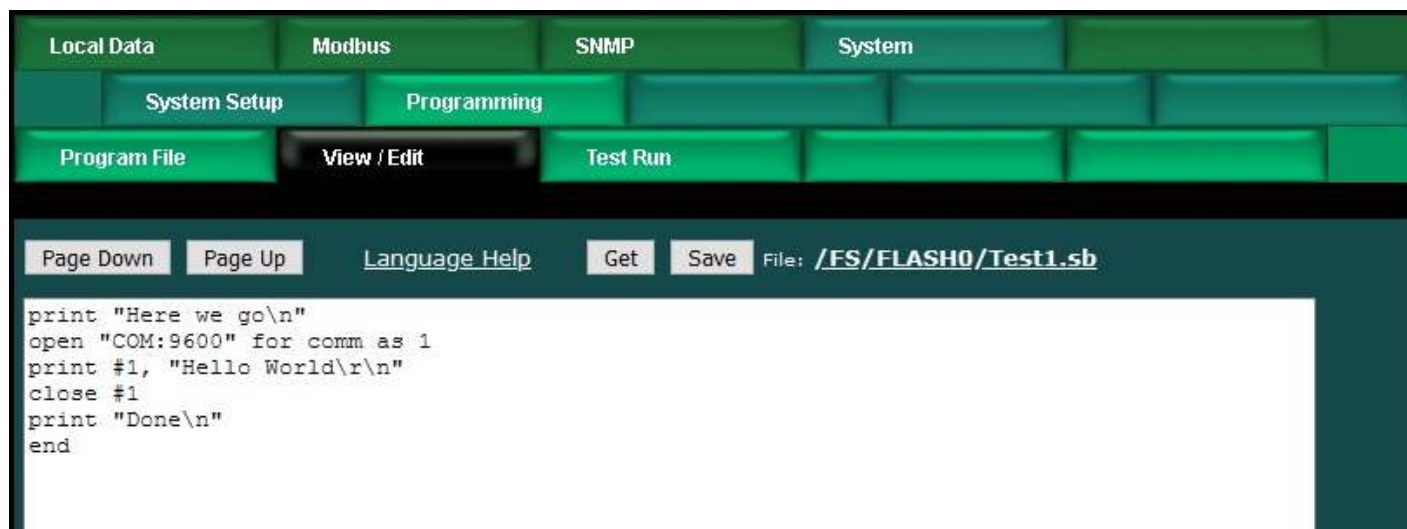 Local Data Modbus SNMP System
System Setup Programming
Program File View / Edit Test Run
Page Down Page Up Language Help Get Save File: /FS/FLASH0/Test1.sb
print "Here we go\n"
open "COM:9600" for comm as 1
print #1, "Hello World\r\n"
close #1
print "Done\n"
end